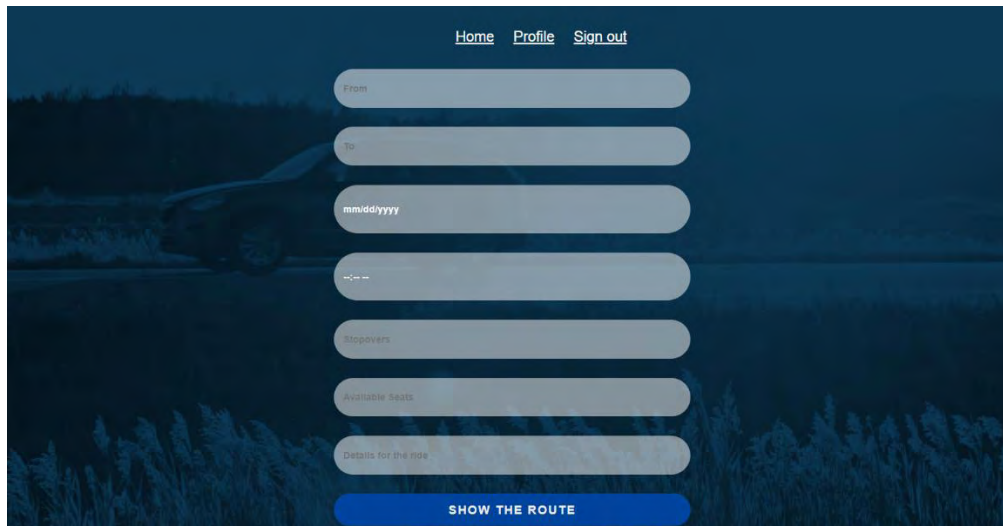 Home Profile Sign out
From
To
mm/dd/yyyy
--:-- --
Stopovers
Available Seats
Details for the ride
SHOW THE ROUTE